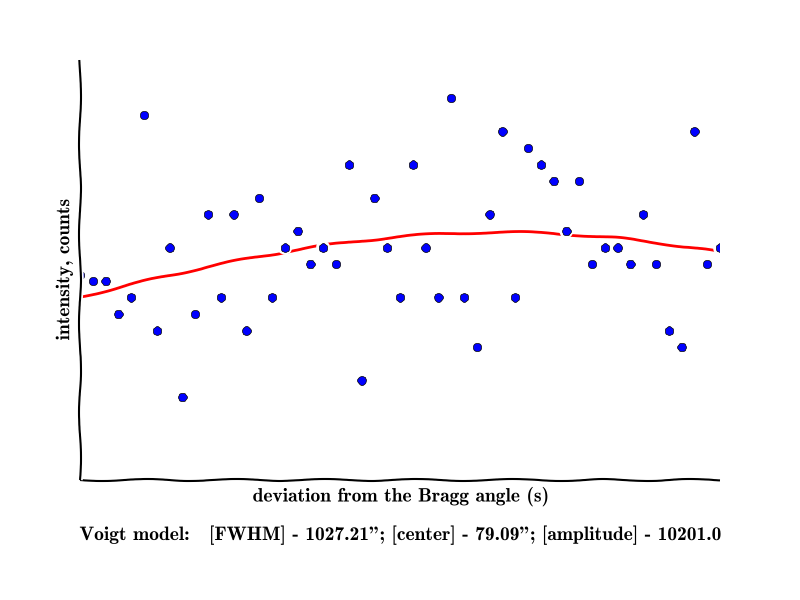 intensity, counts
deviation from the Bragg angle (s)
Voigt model: [FWHM] - 1027.21”; [center] - 79.09”; [amplitude] - 10201.0